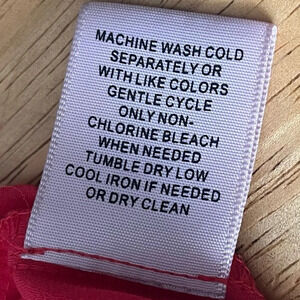 MACHINE WASH COLD
SEPARATELY OR
WITH LIKE COLORS
GENTLE CYCLE
ONLY NON-
CHLORINE BLEACH
WHEN NEEDED
TUMBLE DRY LOW
COOL IRON IF NEEDED
OR DRY CLEAN